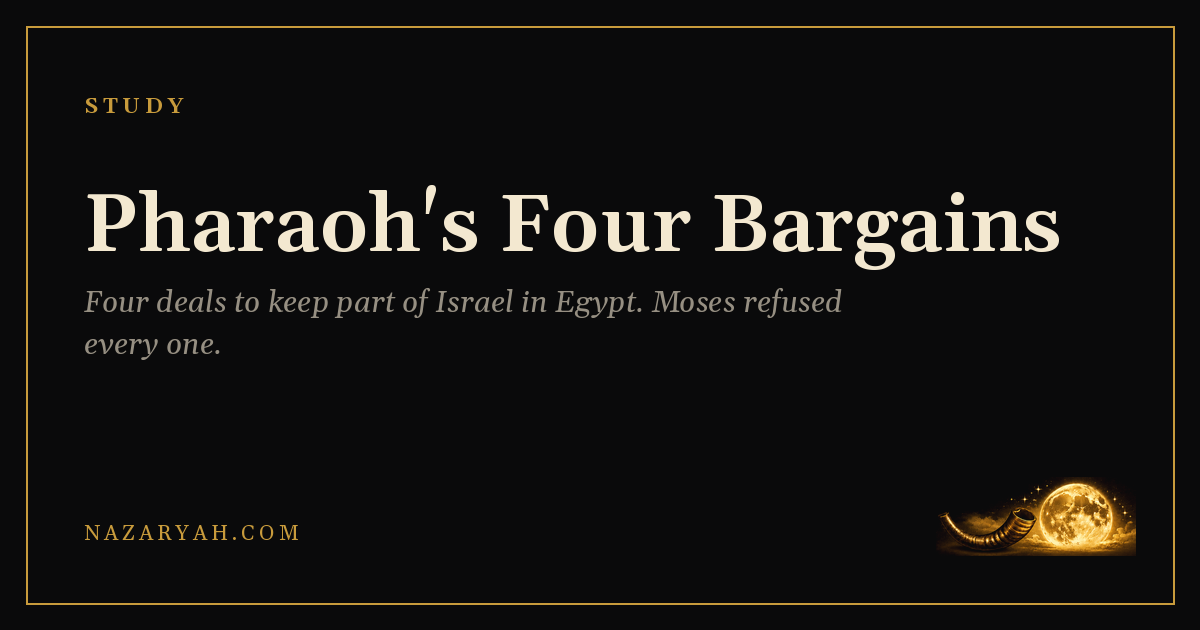 STUDY
Pharaoh's Four Bargains
Four deals to keep part of Israel in Egypt. Moses refused
every one.
NAZARYAH.COM